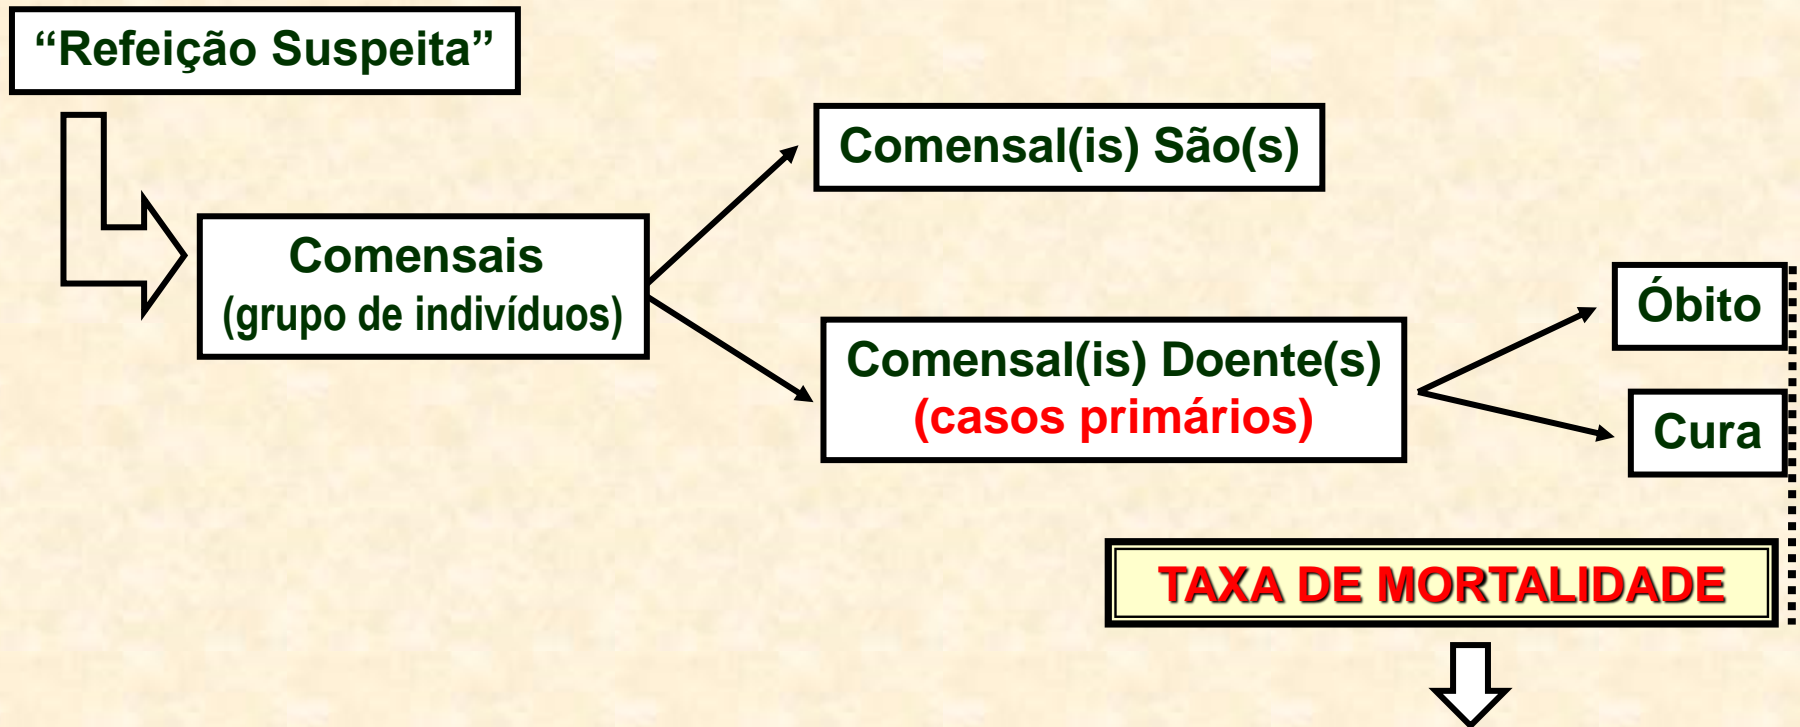 “Refeição Suspeita”
Comensal(is) São(s)
Comensais
(grupo de indivíduos)
Comensal(is) Doente(s)
(casos primários)
Óbito
Cura
TAXA DE MORTALIDADE